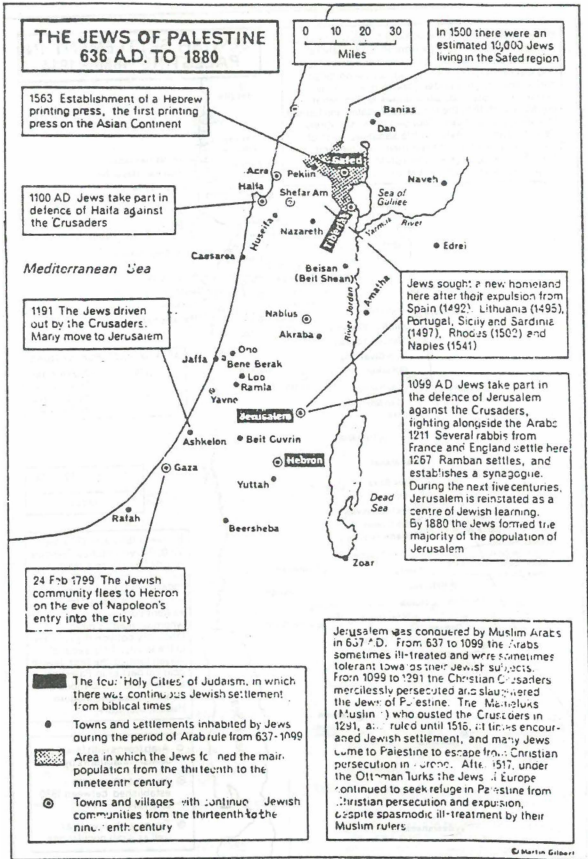 THE JEWS OF PALESTINE
636 A.D. TO 1880
0 10 20 30
Miles
In 1500 there were an
estimated 10,000 Jews
living in the Safed region
1563 Establishment of a Hebrew
printing press, the first printing
press on the Asian Continent
1100 AD Jews take part in
defence of Haifa against
the Crusaders
Mediterranean Sea
1191 The Jews driven
out by the Crusaders.
Many move to Jerusalem
Banias
Dan
Safed
Acre
Pekiin
Haifa
Shefar Am
Naveh
Sea of
Galilee
Huseifa
Tiberias
Nazareth
Yarmuk River
Edrei
Caesarea
Beisan
(Beit Shean)
Amatha
River Jordan
Nablus
Akraba
Jaffa
Ono
Bene Berak
Lod
Ramla
Yavne
Jerusalem
Ashkelon
Beit Guvrin
Gaza
Hebron
Yuttah
Dead
Sea
Rafah
Beersheba
Zoar
Jews sought a new homeland
here after their expulsion from
Spain (1492), Lithuania (1495),
Portugal, Sicily and Sardinia
(1497), Rhodes (1502) and
Naples (1541)
1099 AD Jews take part in
the defence of Jerusalem
against the Crusaders,
fighting alongside the Arabs
1211 Several rabbis from
France and England settle here
1267 Ramban settles, and
establishes a synagogue.
During the next five centuries,
Jerusalem is reinstated as a
centre of Jewish learning.
By 1880 the Jews formed the
majority of the population of
Jerusalem
24 Feb 1799 The Jewish
community flees to Hebron
on the eve of Napoleon's
entry into the city
The four 'Holy Cities' of Judaism, in which
there was continuous Jewish settlement
from biblical times
Towns and settlements inhabited by Jews
during the period of Arab rule from 637-1099
Area in which the Jews formed the main
population from the thirteenth to the
nineteenth century
Towns and villages with continuous Jewish
communities from the thirteenth to the
nineteenth century
Jerusalem was conquered by Muslim Arabs
in 637 A.D. From 637 to 1099 the Arabs
sometimes ill-treated and were sometimes
tolerant towards their Jewish subjects.
From 1099 to 1291 the Christian Crusaders
mercilessly persecuted and slaughtered
the Jews of Palestine. The Mameluks
(Muslim) who ousted the Crusaders in
1291, and ruled until 1516, at times encour-
aged Jewish settlement, and many Jews
came to Palestine to escape from Christian
persecution in Europe. After 1517, under
the Ottoman Turks the Jews of Europe
continued to seek refuge in Palestine from
Christian persecution and expulsion,
despite spasmodic ill-treatment by their
Muslim rulers
© Martin Gilbert